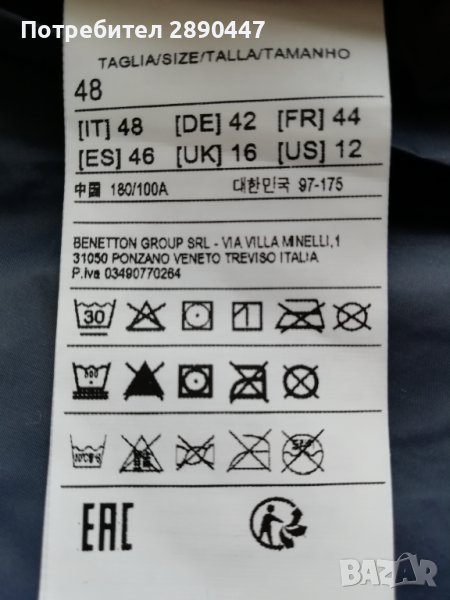 Потребител 2890447
TAGLIA/SIZE/TALLA/TAMANHO
48
[IT] 48 [DE] 42 [FR] 44
[ES] 46 [UK] 16 [US] 12
中国 180/100A 대한민국 97-175
BENETTON GROUP SRL - VIA VILLA MINELLI,1
31050 PONZANO VENETO TREVISO ITALIA
P.iva 03490770264
30
EAC
BAZAR